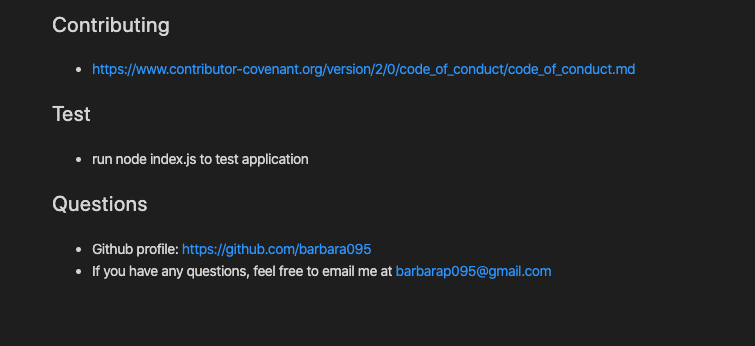 Contributing
https://www.contributor-covenant.org/version/2/0/code_of_conduct/code_of_conduct.md
Test
run node index.js to test application
Questions
Github profile: https://github.com/barbara095
If you have any questions, feel free to email me at barbarap095@gmail.com